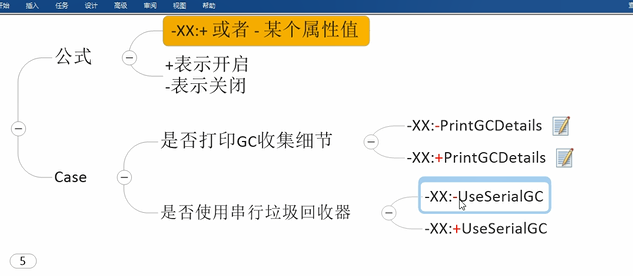 开始 插入 任务 设计 高级 审阅 视图 帮助
-XX:+ 或者 - 某个属性值
公式
+表示开启
-表示关闭
-XX:-PrintGCDetails
是否打印GC收集细节
-XX:+PrintGCDetails
Case
-XX:-UseSerialGC
是否使用串行垃圾回收器
-XX:+UseSerialGC
5